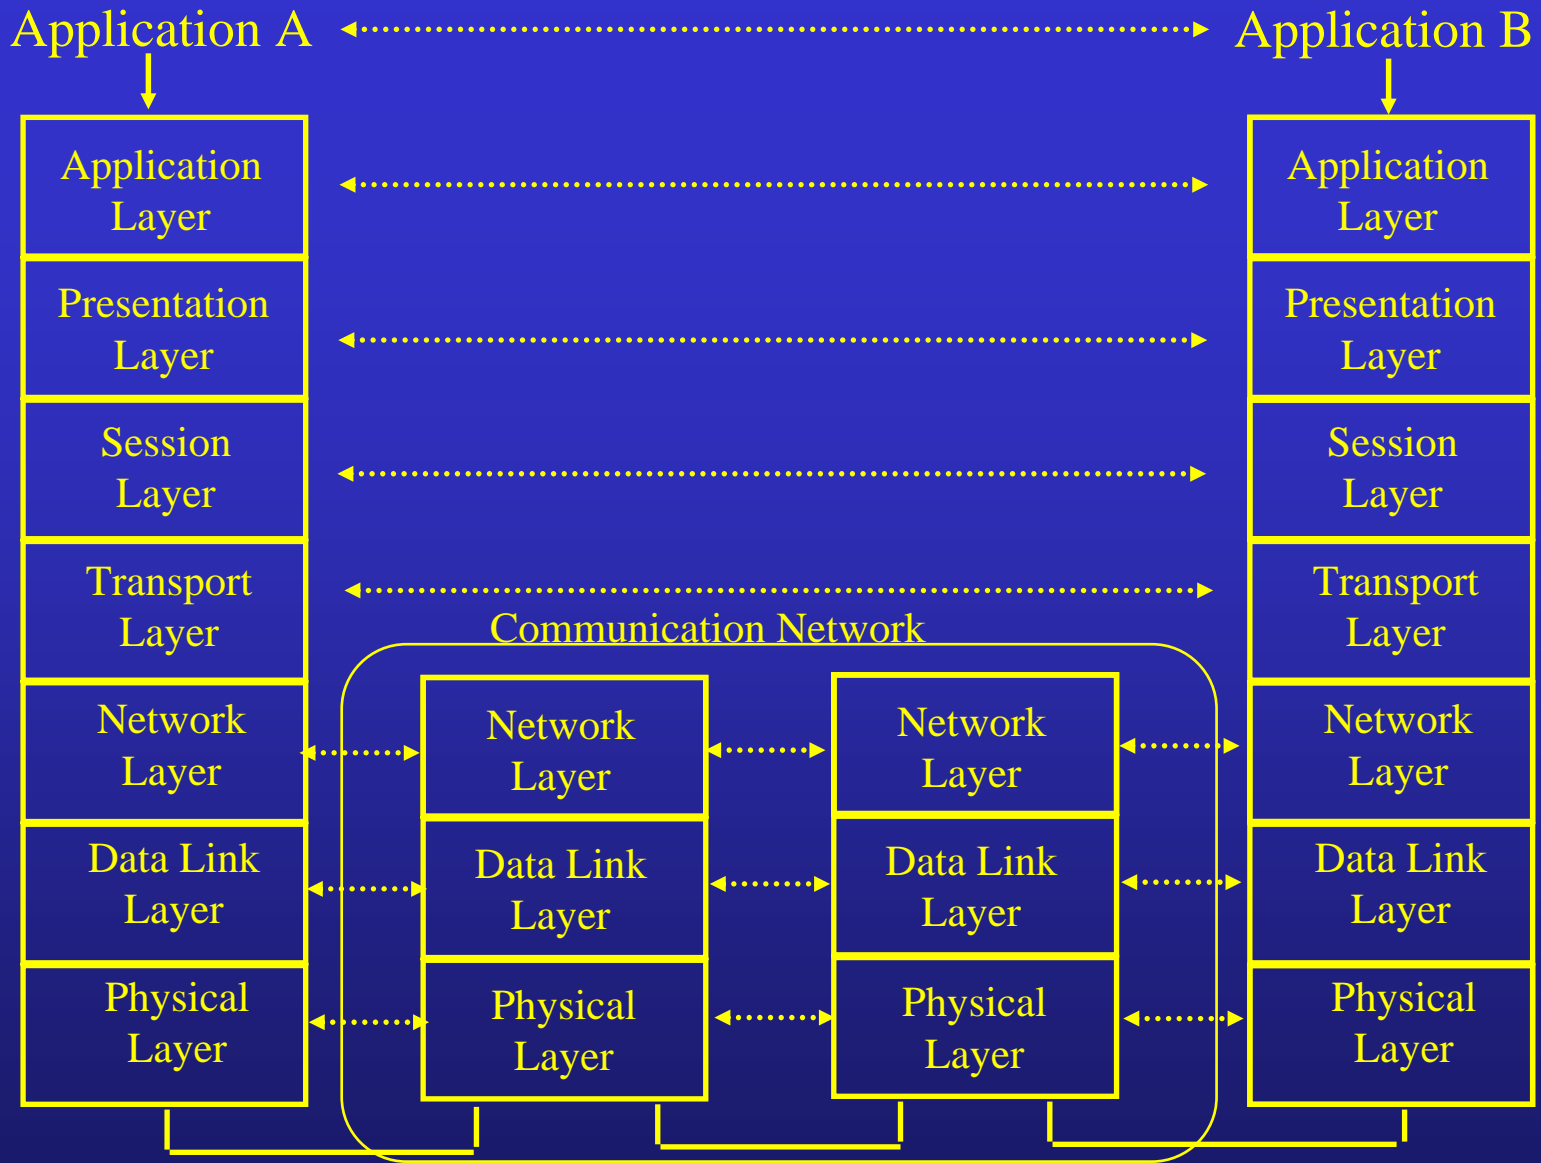 Application A
Application B
Application
Layer
Presentation
Layer
Session
Layer
Transport
Layer
Network
Layer
Data Link
Layer
Physical
Layer
Communication Network
Network
Layer
Data Link
Layer
Physical
Layer
Network
Layer
Data Link
Layer
Physical
Layer
Application
Layer
Presentation
Layer
Session
Layer
Transport
Layer
Network
Layer
Data Link
Layer
Physical
Layer